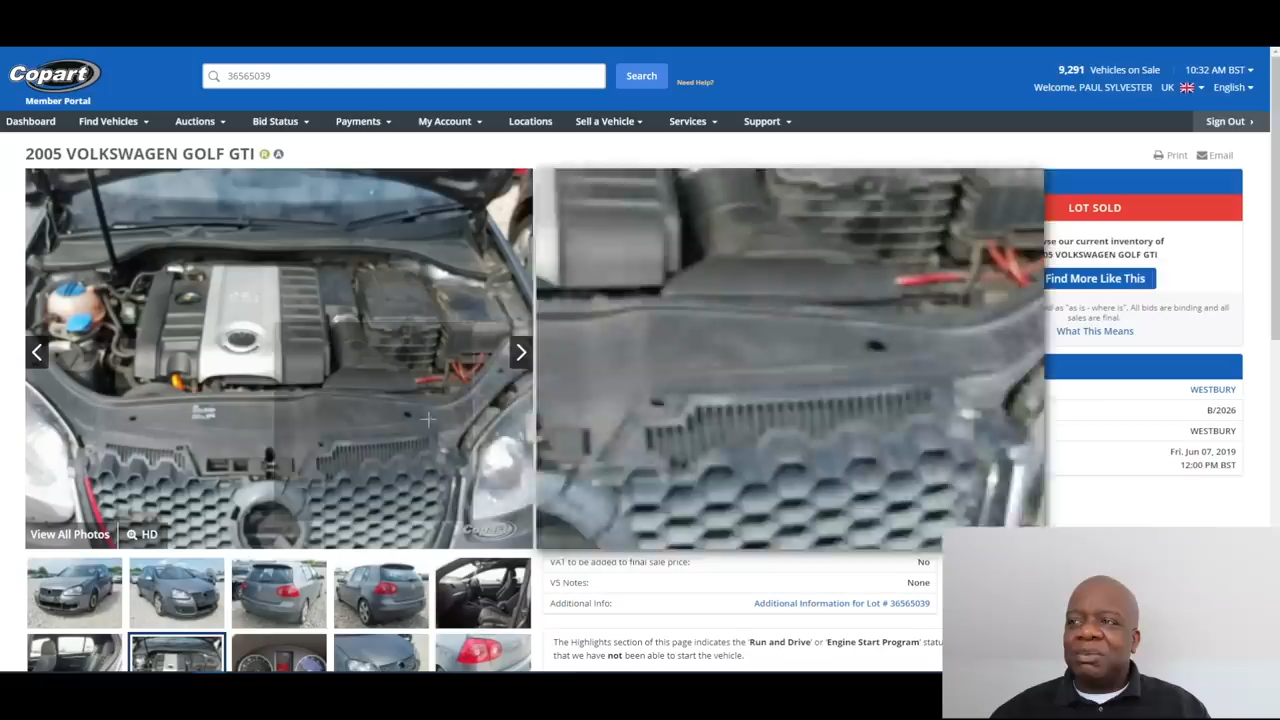 Copart
Member Portal
36565039
Search
Need Help?
9,291 Vehicles on Sale
10:32 AM BST
Welcome, PAUL SYLVESTER
UK
English
Dashboard
Find Vehicles
Auctions
Bid Status
Payments
My Account
Locations
Sell a Vehicle
Services
Support
Sign Out
2005 VOLKSWAGEN GOLF GTI R A
Print
Email
View All Photos
HD
Copart
LOT SOLD
our current inventory of
VOLKSWAGEN GOLF GTI
Find More Like This
as "as is - where is". All bids are binding and all
sales are final.
What This Means
WESTBURY
B/2026
WESTBURY
Fri. Jun 07, 2019
12:00 PM BST
VAT to be added to final sale price: No
V5 Notes: None
Additional Info: Additional Information for Lot # 36565039
The Highlights section of this page indicates the 'Run and Drive' or 'Engine Start Program'
that we have not been able to start the vehicle.